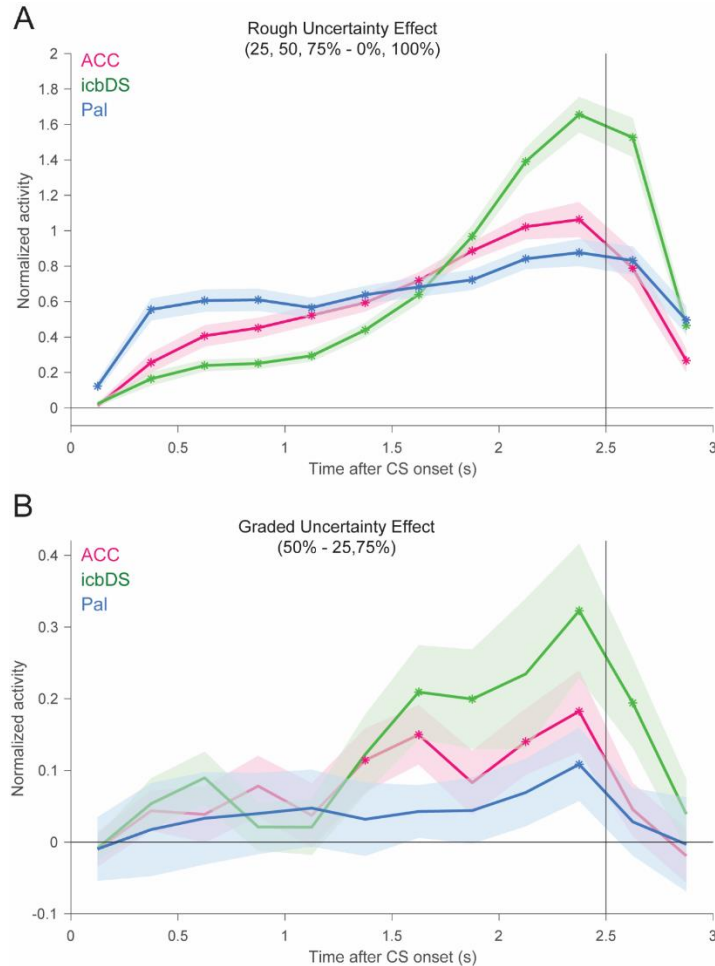 A
Rough Uncertainty Effect
(25, 50, 75% - 0%, 100%)
ACC
icbDS
Pal
Normalized activity
2
1.8
1.6
1.4
1.2
1
0.8
0.6
0.4
0.2
0
0 0.5 1 1.5 2 2.5 3
Time after CS onset (s)
B
Graded Uncertainty Effect
(50% - 25,75%)
ACC
icbDS
Pal
Normalized activity
0.4
0.3
0.2
0.1
0
-0.1
0 0.5 1 1.5 2 2.5 3
Time after CS onset (s)